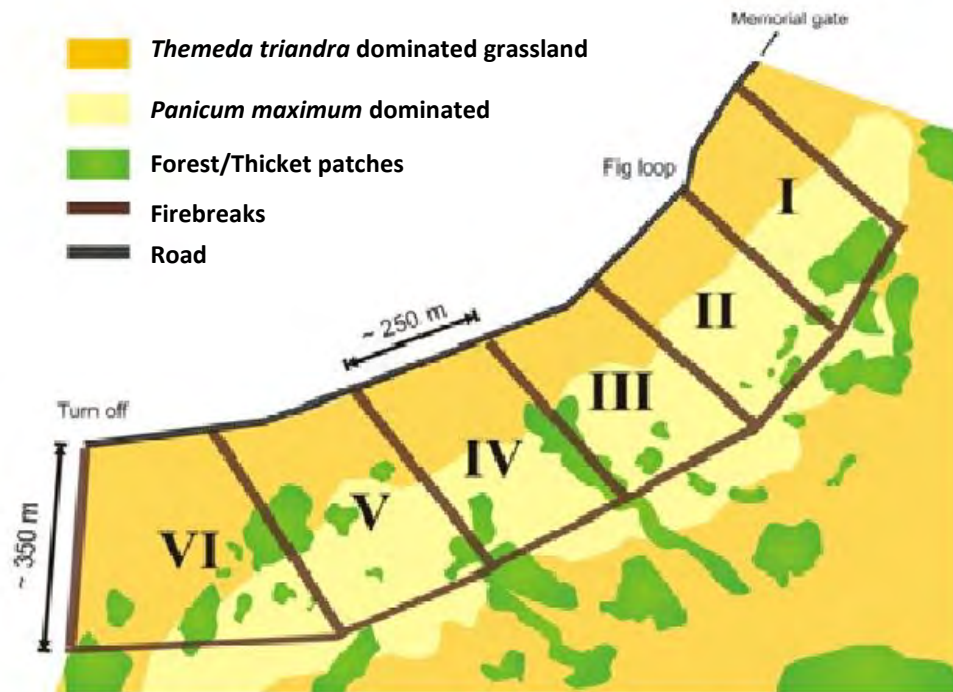 Memorial gate
Themeda triandra dominated grassland
Panicum maximum dominated
Forest/Thicket patches
Fig loop
I
Firebreaks
Road
II
~ 250 m
III
Turn off
IV
V
VI
~ 350 m